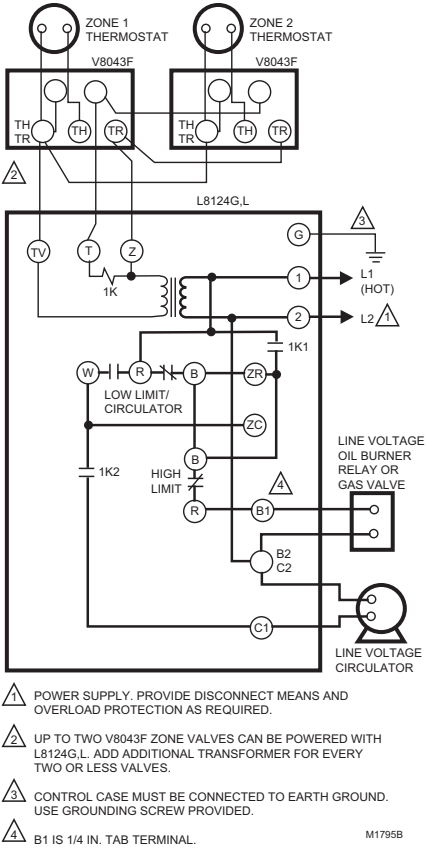 ZONE 1
THERMOSTAT
ZONE 2
THERMOSTAT
V8043F
V8043F
TH
TR
TH
TR
TH
TR
TH
TR
2
L8124G,L
3
G
TV
T
Z
1
L1
(HOT)
1K
2
L2
1
1K1
W
R
B
ZR
LOW LIMIT/
CIRCULATOR
ZC
LINE VOLTAGE
OIL BURNER
RELAY OR
GAS VALVE
B
1K2
HIGH
LIMIT
4
R
B1
B2
C2
C1
LINE VOLTAGE
CIRCULATOR
1 POWER SUPPLY. PROVIDE DISCONNECT MEANS AND
OVERLOAD PROTECTION AS REQUIRED.
2 UP TO TWO V8043F ZONE VALVES CAN BE POWERED WITH
L8124G,L. ADD ADDITIONAL TRANSFORMER FOR EVERY
TWO OR LESS VALVES.
3 CONTROL CASE MUST BE CONNECTED TO EARTH GROUND.
USE GROUNDING SCREW PROVIDED.
4 B1 IS 1/4 IN. TAB TERMINAL.
M1795B